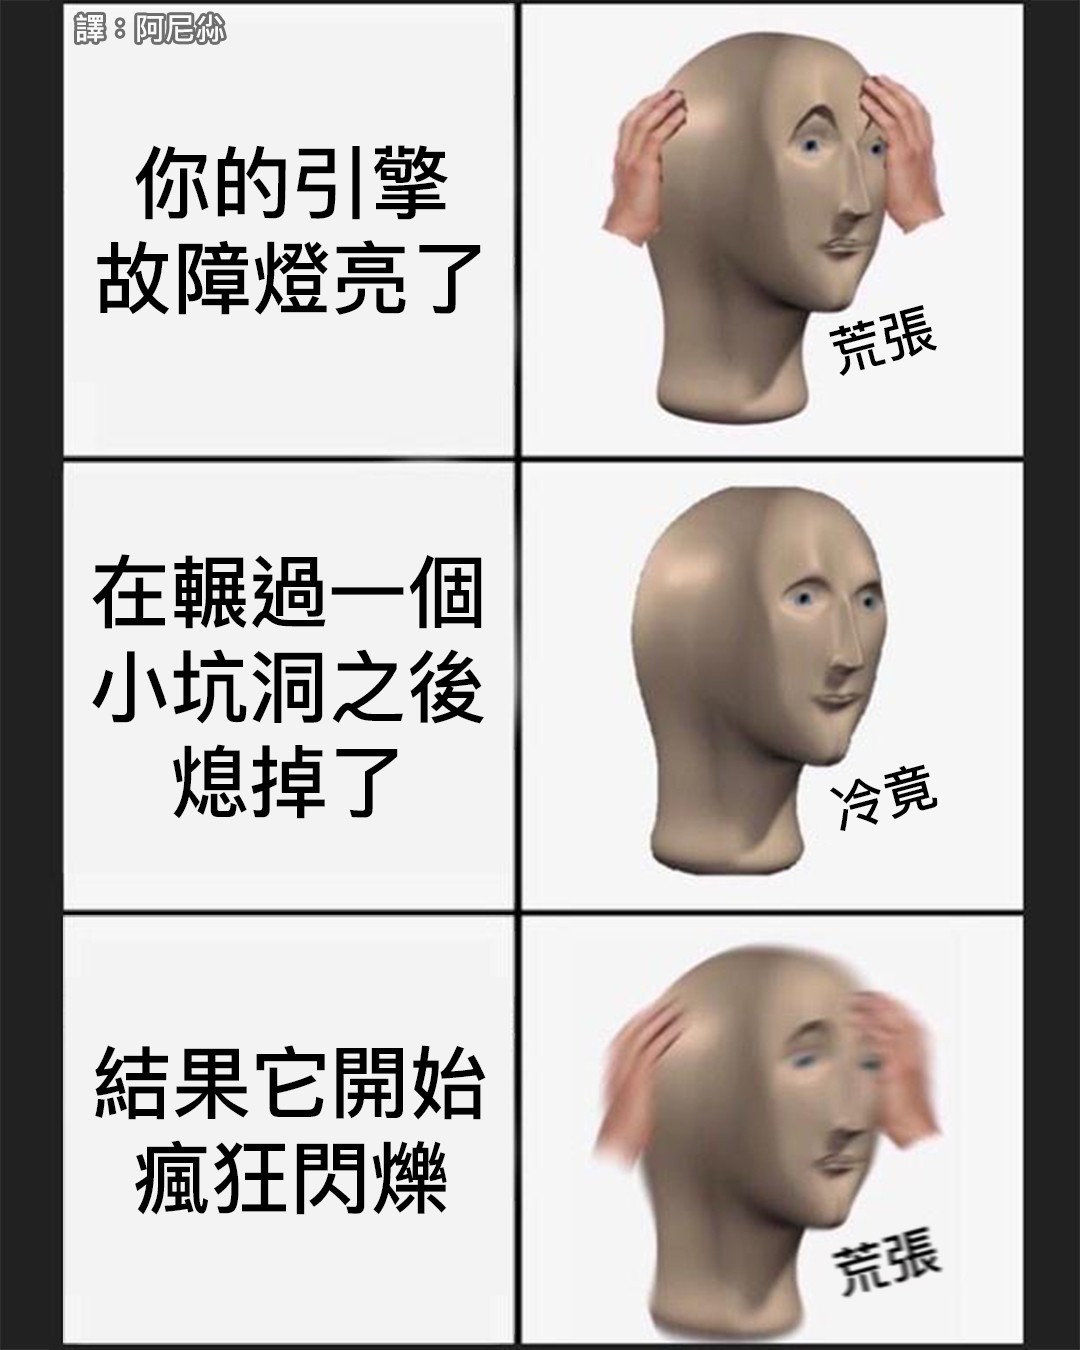 譯：阿尼尛
你的引擎
故障燈亮了
荒張
在輾過一個
小坑洞之後
熄掉了
冷竟
結果它開始
瘋狂閃爍
荒張